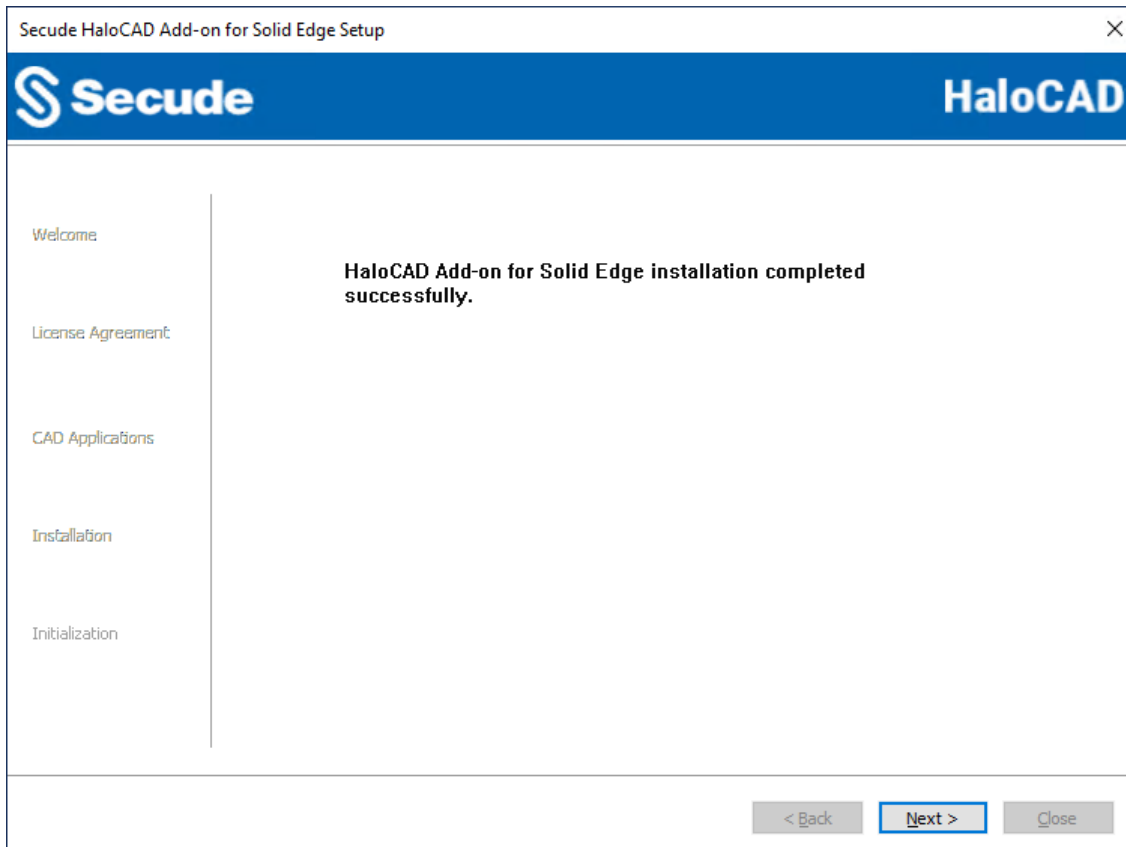 Secude HaloCAD Add-on for Solid Edge Setup
Secude
HaloCAD
Welcome
License Agreement
CAD Applications
Installation
Initialization
HaloCAD Add-on for Solid Edge installation completed
successfully.
< Back
Next >
Close